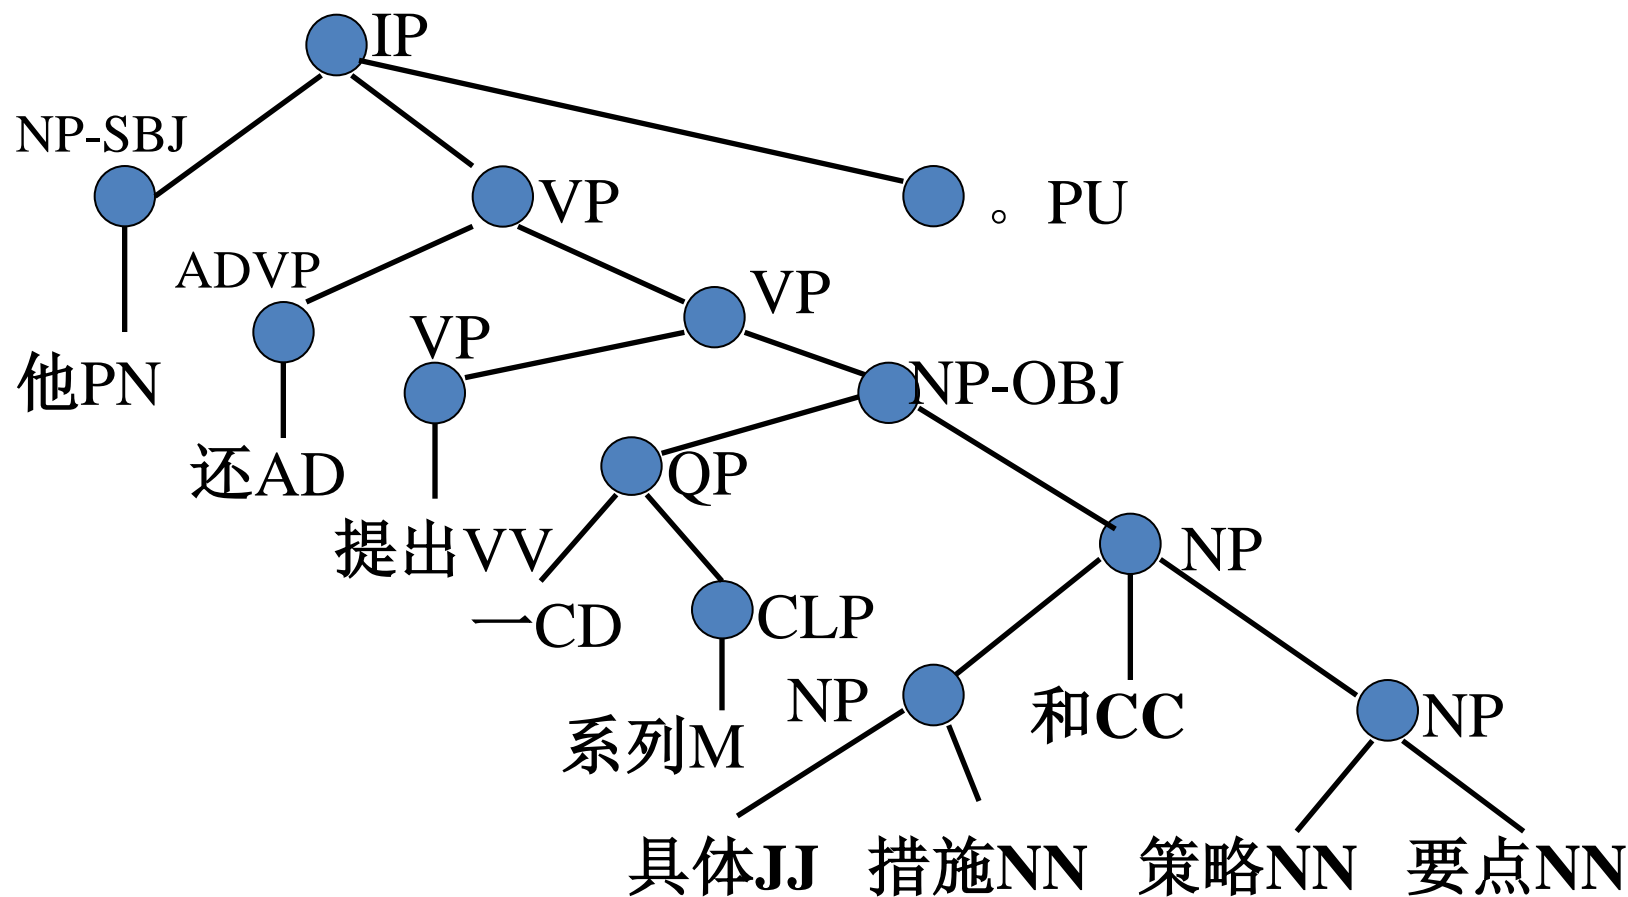 IP
NP-SBJ
VP
。PU
ADVP
VP
VP
他PN
NP-OBJ
还AD
QP
提出VV
NP
一CD
CLP
NP
和CC
NP
系列M
具体JJ 措施NN 策略NN 要点NN